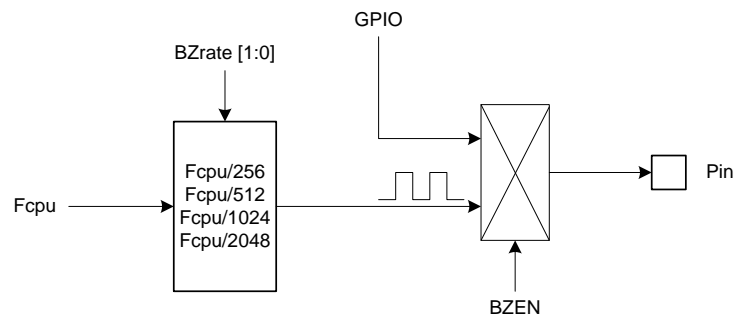 GPIO
BZrate [1:0]
Fcpu/256
Fcpu/512
Fcpu/1024
Fcpu/2048
Fcpu
Pin
BZEN